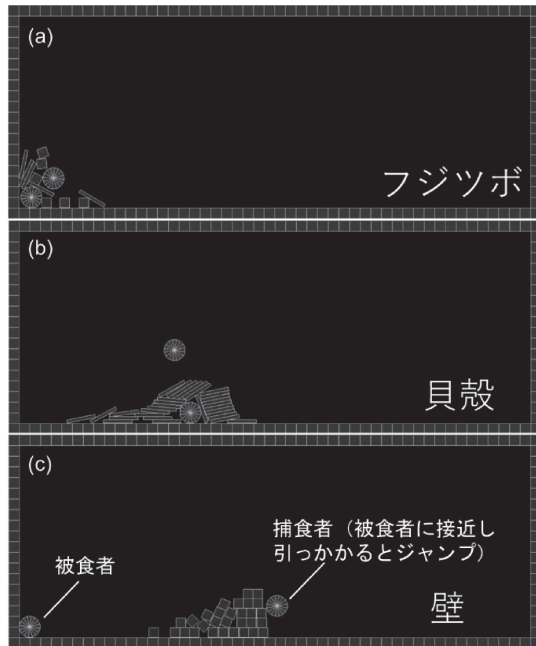 (a)
フジツボ
(b)
貝殻
(c)
捕食者（被食者に接近し
引っかかるとジャンプ）
被食者
壁